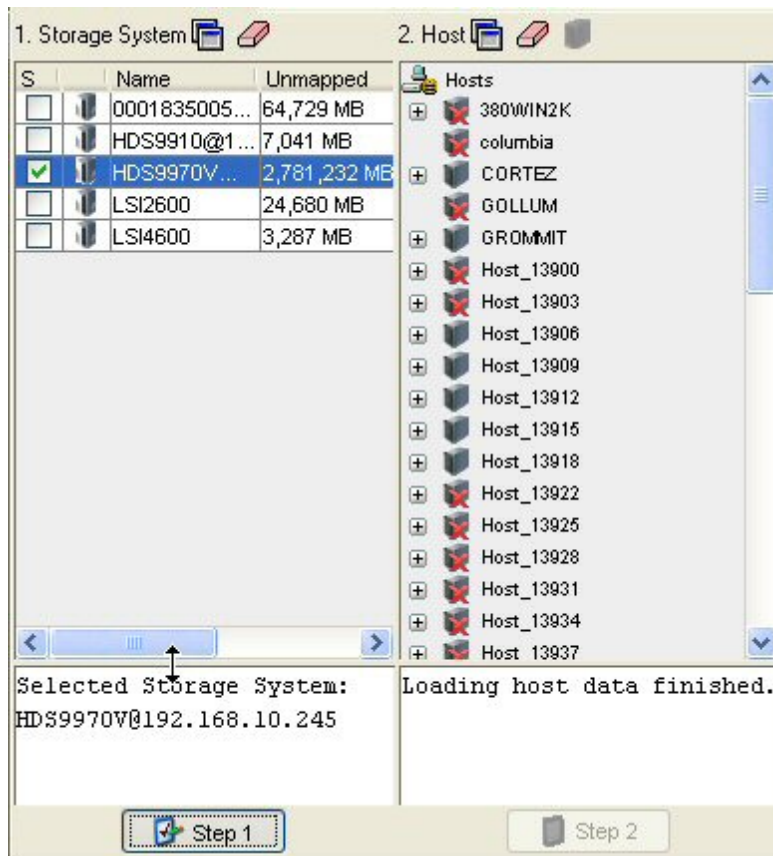 1. Storage System
S Name Unmapped
0001835005... 64,729 MB
HDS9910@1... 7,041 MB
HDS9970V... 2,781,232 MB
LSI2600 24,680 MB
LSI4600 3,287 MB
Selected Storage System:
HDS9970V@192.168.10.245
Step 1
2. Host
Hosts
380WIN2K
columbia
CORTEZ
GOLLUM
GROMMIT
Host_13900
Host_13903
Host_13906
Host_13909
Host_13912
Host_13915
Host_13918
Host_13922
Host_13925
Host_13928
Host_13931
Host_13934
Host_13937
Loading host data finished.
Step 2